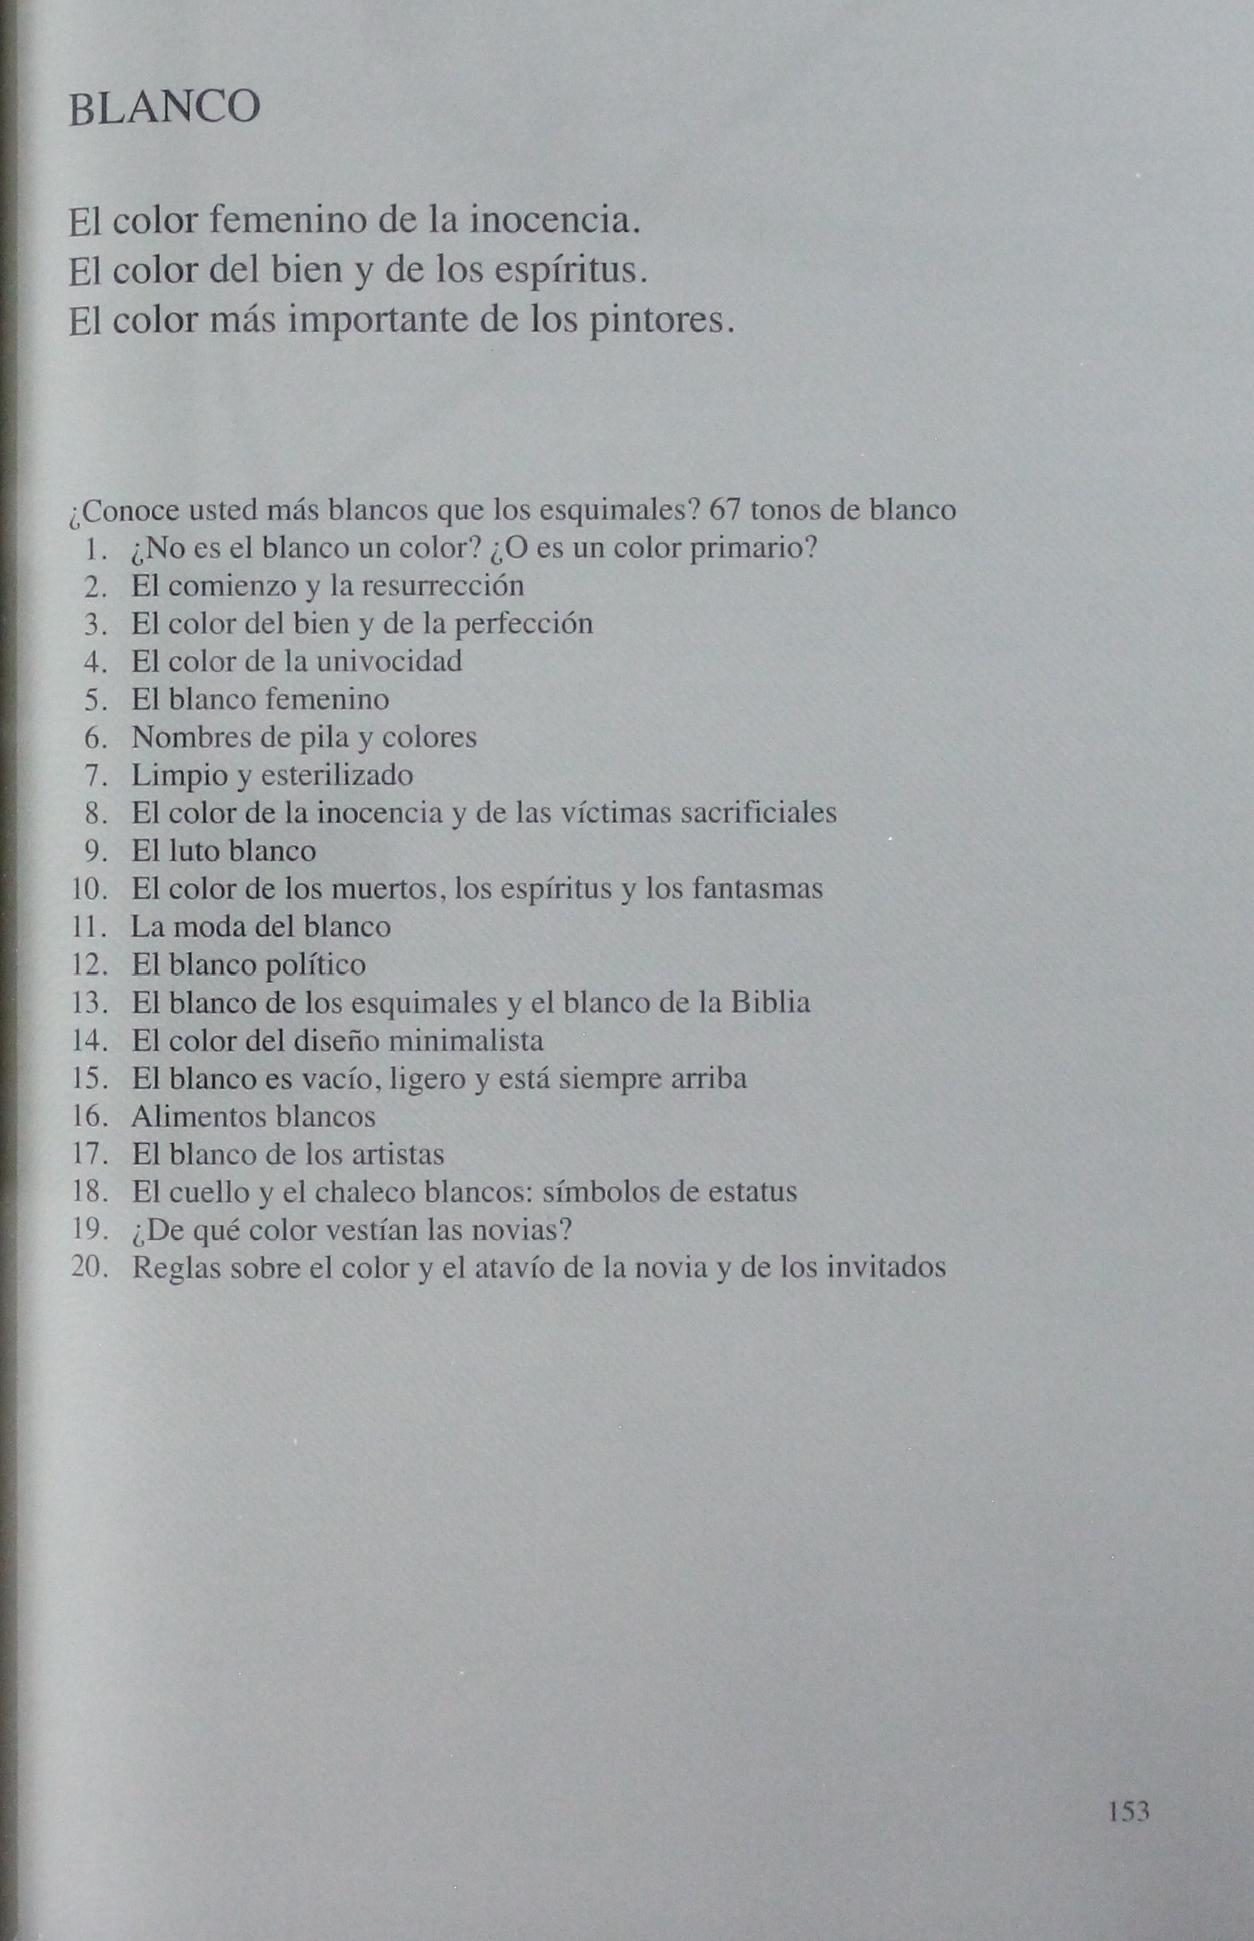 BLANCO
El color femenino de la inocencia.
El color del bien y de los espíritus.
El color más importante de los pintores.
¿Conoce usted más blancos que los esquimales? 67 tonos de blanco
1. ¿No es el blanco un color? ¿O es un color primario?
2. El comienzo y la resurrección
3. El color del bien y de la perfección
4. El color de la univocidad
5. El blanco femenino
6. Nombres de pila y colores
7. Limpio y esterilizado
8. El color de la inocencia y de las víctimas sacrificiales
9. El luto blanco
10. El color de los muertos, los espíritus y los fantasmas
11. La moda del blanco
12. El blanco político
13. El blanco de los esquimales y el blanco de la Biblia
14. El color del diseño minimalista
15. El blanco es vacío, ligero y está siempre arriba
16. Alimentos blancos
17. El blanco de los artistas
18. El cuello y el chaleco blancos: símbolos de estatus
19. ¿De qué color vestían las novias?
20. Reglas sobre el color y el atavío de la novia y de los invitados
153